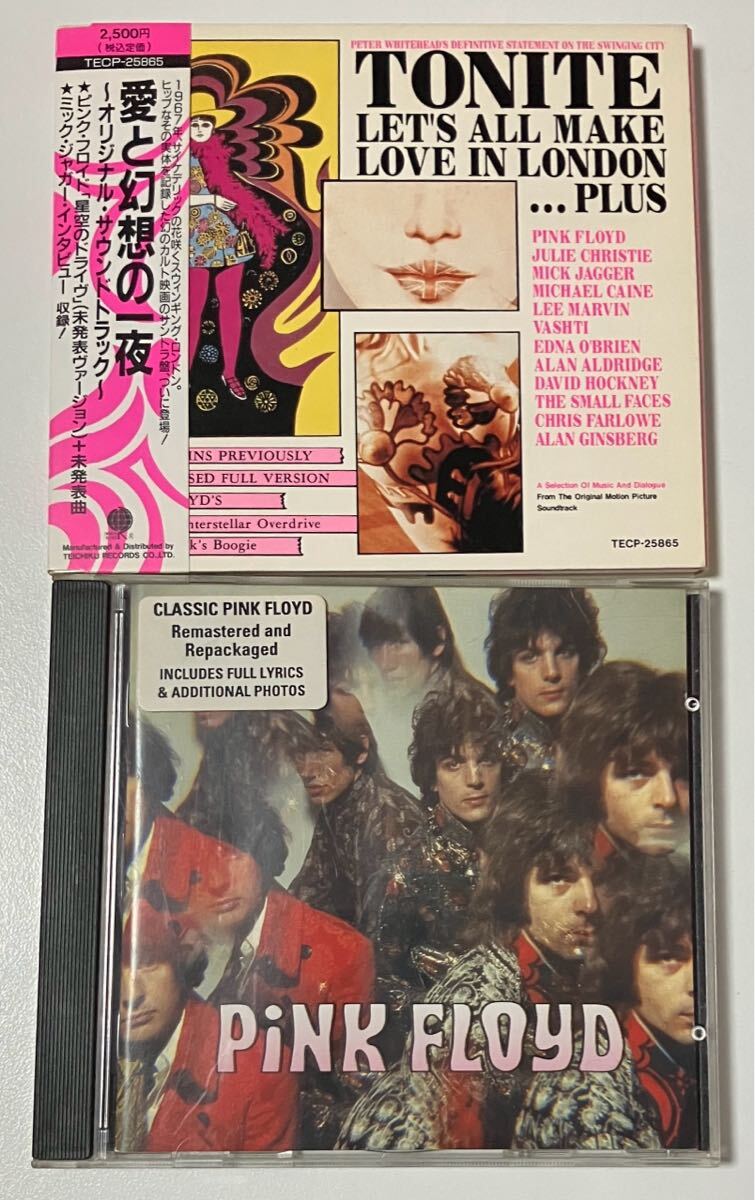 2,500円
(税込定価)
TECP-25865
1967年、サイケデリックの花咲くスウィンギング・ロンドン。
ヒップなその実体を記録した幻のカルト映画のサントラ盤、ついに登場!
愛と幻想の一夜
〜オリジナル・サウンドトラック〜
★ピンク・フロイド、「星空のドライヴ」(未発表ヴァージョン)+未発表曲
★ミック・ジャガー・インタビュー 収録!
Manufactured & Distributed by
TEICHIKU RECORDS CO., LTD.
PETER WHITEHEAD'S DEFINITIVE STATEMENT ON THE SWINGING CITY
TONITE
LET'S ALL MAKE
LOVE IN LONDON
...PLUS
PINK FLOYD
JULIE CHRISTIE
MICK JAGGER
MICHAEL CAINE
LEE MARVIN
VASHTI
EDNA O'BRIEN
ALAN ALDRIDGE
DAVID HOCKNEY
THE SMALL FACES
CHRIS FARLOWE
ALAN GINSBERG
INS PREVIOUSLY
SED FULL VERSION
YD'S
nterstellar Overdrive
k's Boogie
A Selection Of Music And Dialogue
From The Original Motion Picture
Soundtrack
TECP-25865
CLASSIC PINK FLOYD
Remastered and
Repackaged
INCLUDES FULL LYRICS
& ADDITIONAL PHOTOS
PiNK FLOYD